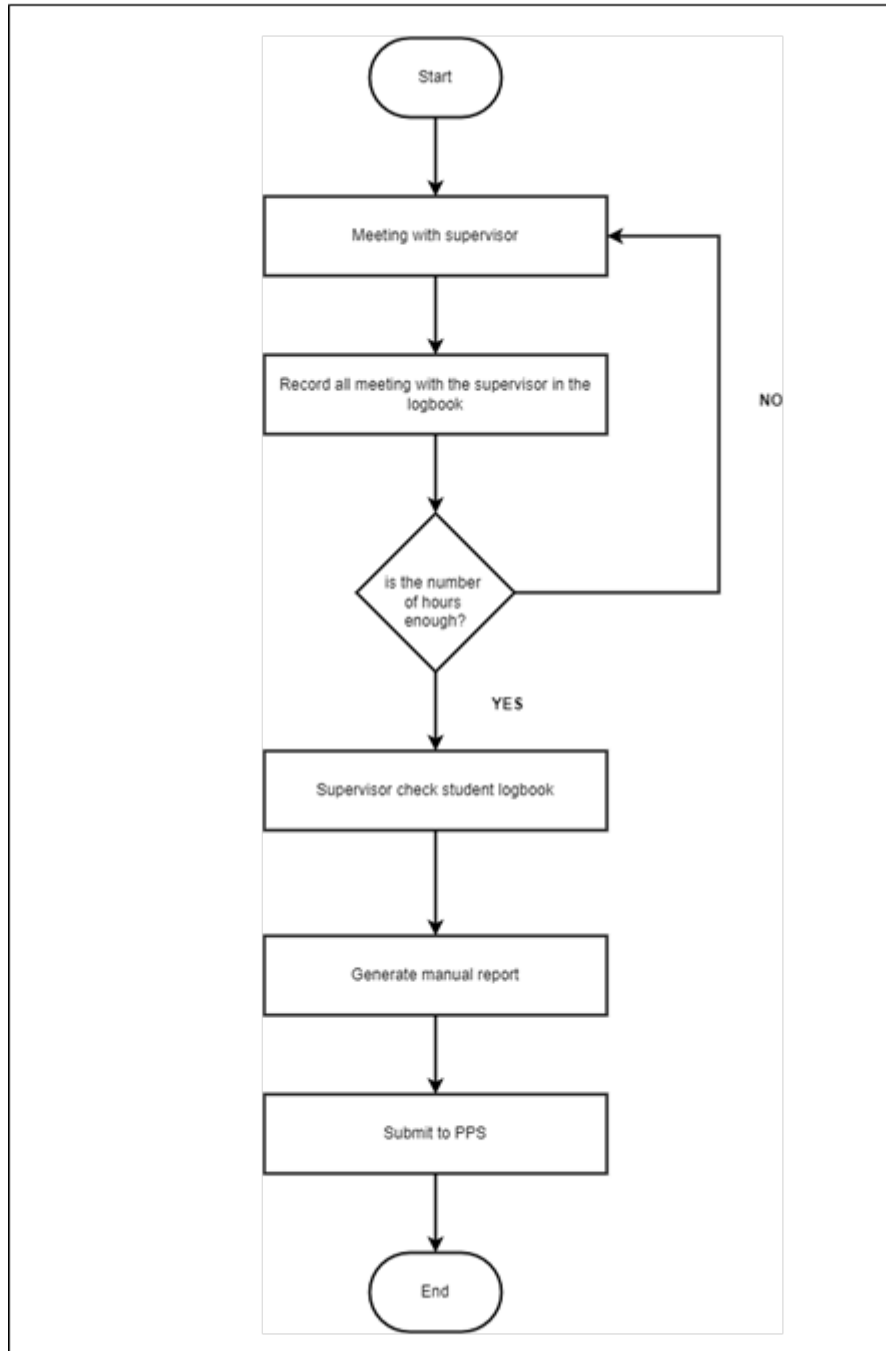 Start
Meeting with supervisor
Record all meeting with the supervisor in the
logbook
NO
is the number
of hours
enough?
YES
Supervisor check student logbook
Generate manual report
Submit to PPS
End